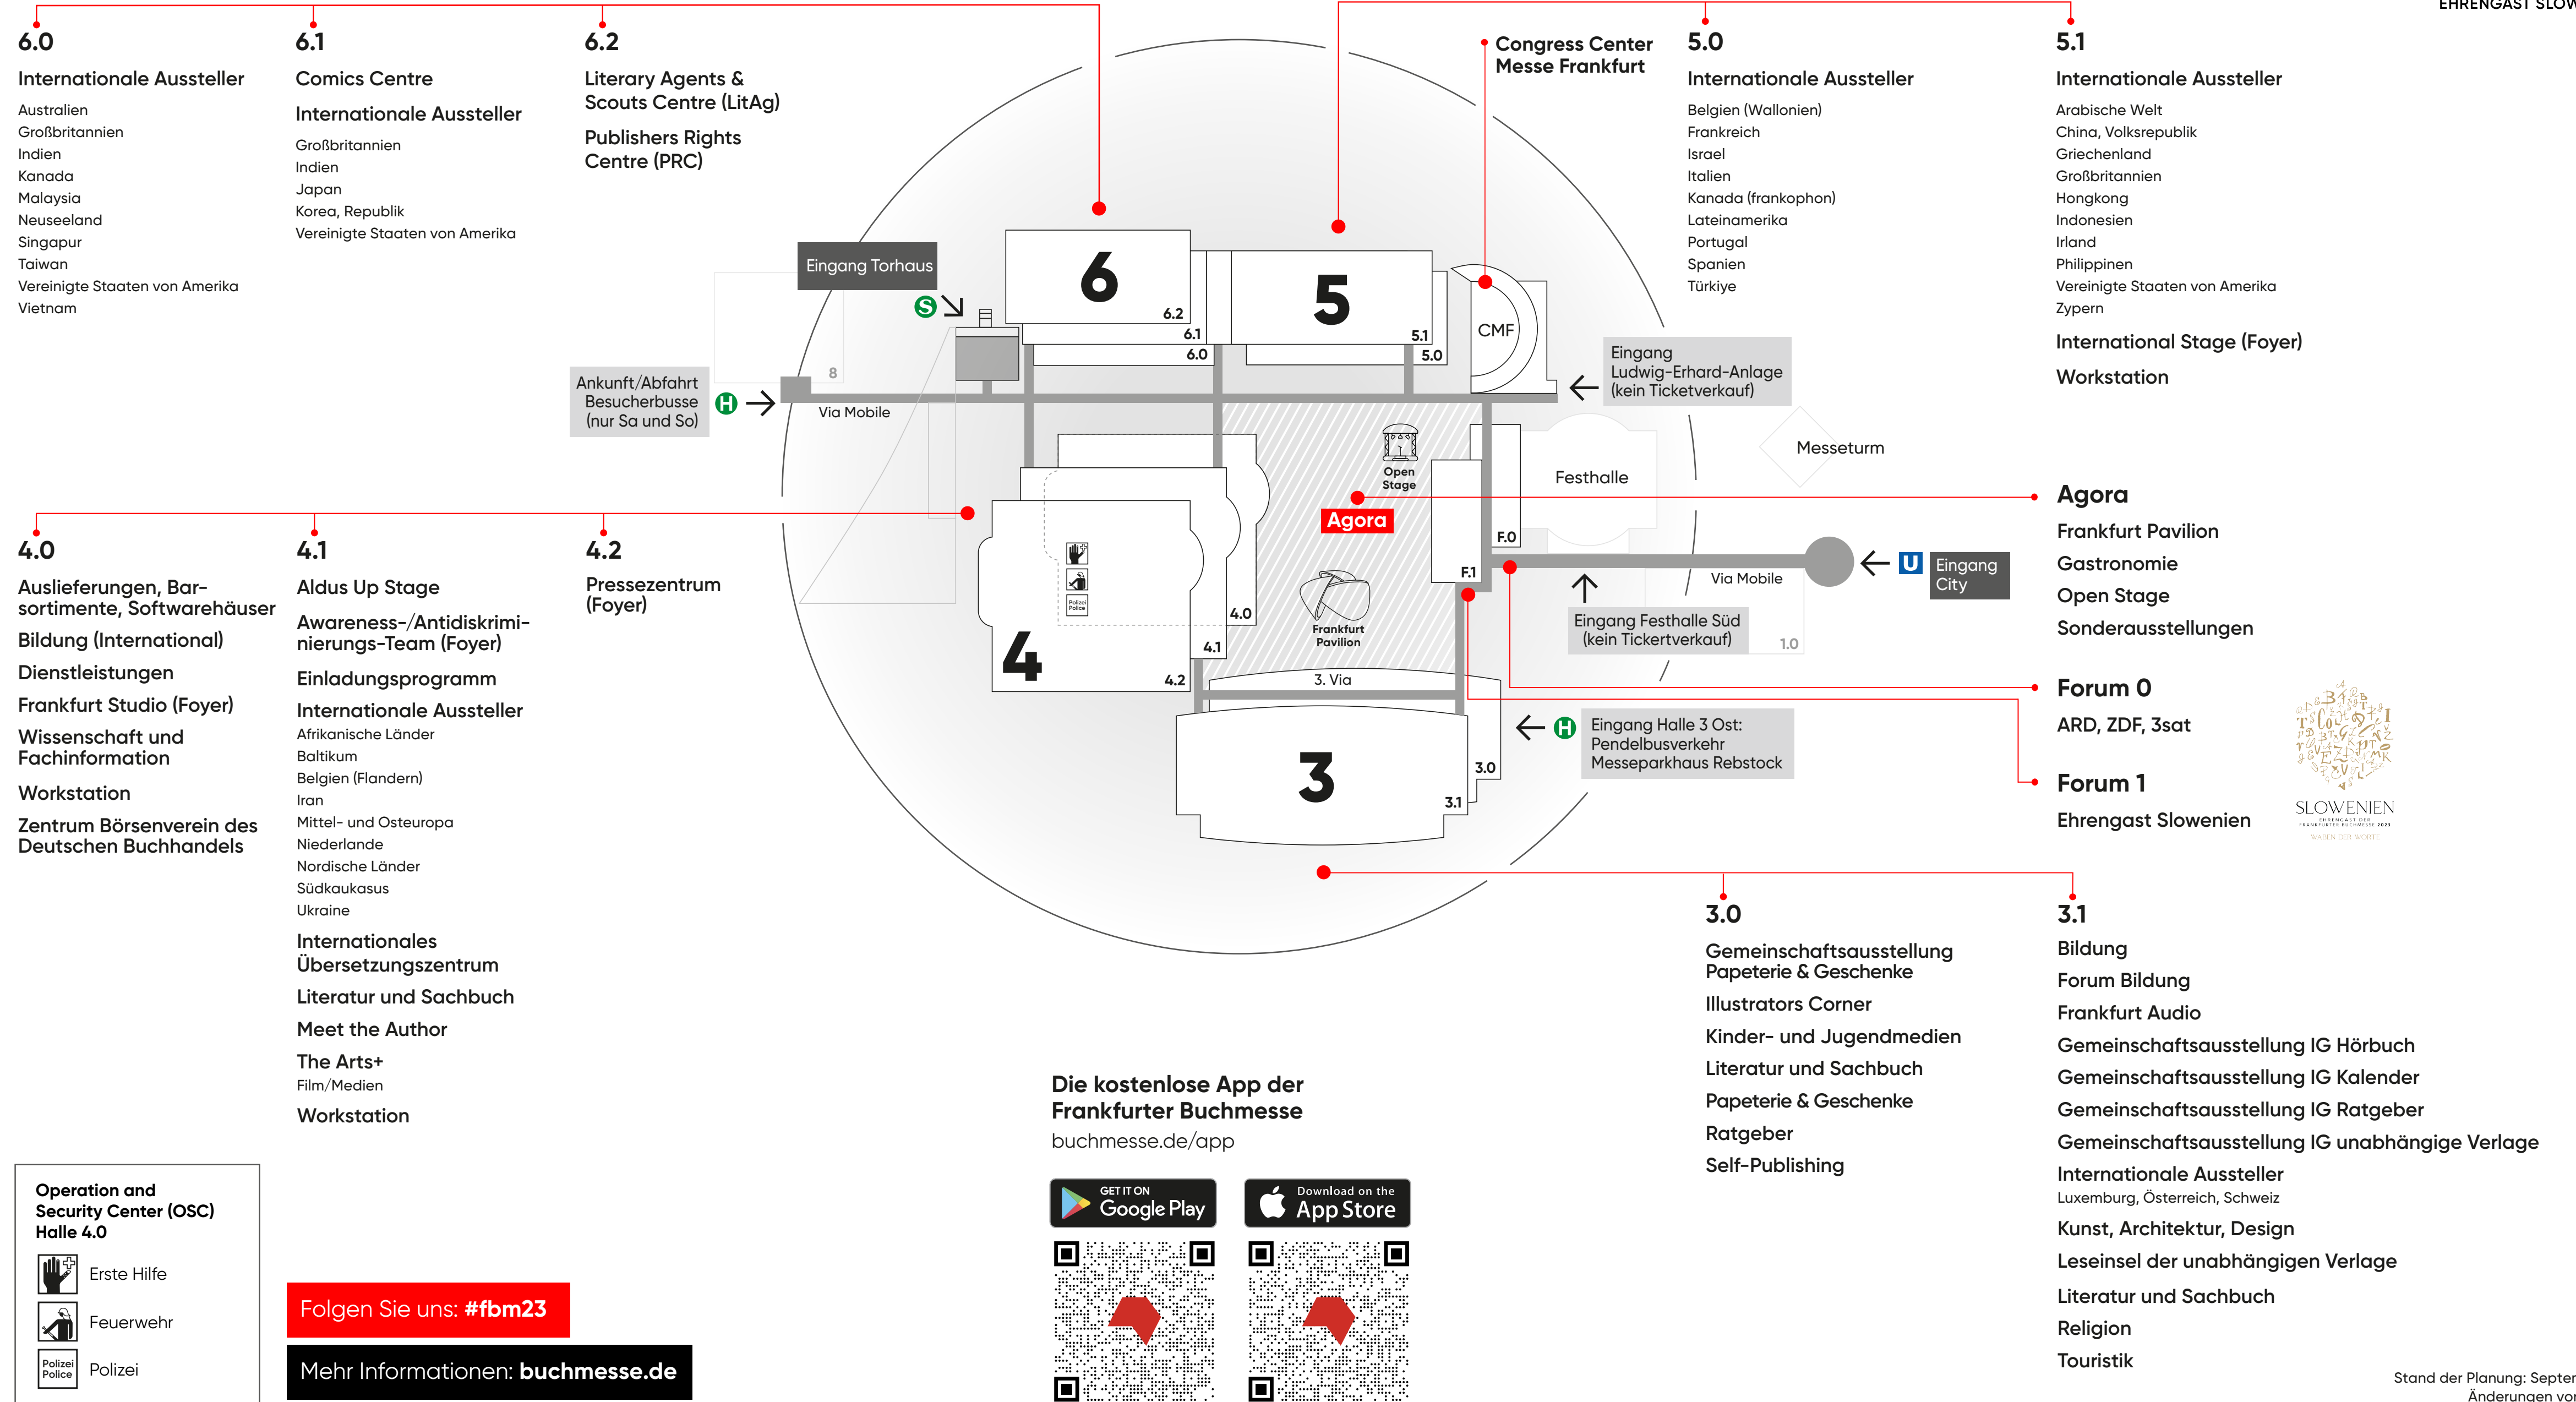 EHRENGAST
6.0
Internationale Aussteller
Australien
Großbritannien
Indien
Kanada
Malaysia
Neuseeland
Singapur
Taiwan
Vereinigte Staaten von Amerika
Vietnam
6.1
Comics Centre
Internationale Aussteller
Großbritannien
Indien
Japan
Korea, Republik
Vereinigte Staaten von Amerika
6.2
Literary Agents &
Scouts Centre (LitAg)
Publishers Rights
Centre (PRC)
Congress Center
Messe Frankfurt
5.0
Internationale Aussteller
Belgien (Wallonien)
Frankreich
Israel
Italien
Kanada (frankophon)
Lateinamerika
Portugal
Spanien
Türkiye
5.1
Internationale Aussteller
Arabische Welt
China, Volksrepublik
Griechenland
Großbritannien
Hongkong
Indonesien
Irland
Philippinen
Vereinigte Staaten von Amerika
Zypern
International Stage (Foyer)
Workstation
Eingang Torhaus
S
6
6.2
6.1
6.0
5
5.1
5.0
CMF
Eingang
Ludwig-Erhard-Anlage
(kein Ticketverkauf)
Ankunft/Abfahrt
Besucherbusse
(nur Sa und So)
H
8
Via Mobile
Open
Stage
Agora
Festhalle
Messeturm
F.0
F.1
Via Mobile
U
Eingang
City
Eingang Festhalle Süd
(kein Tickertverkauf)
1.0
Polizei
Police
4.0
4.1
4
4.2
Frankfurt
Pavilion
3. Via
3
3.0
3.1
H
Eingang Halle 3 Ost:
Pendelbusverkehr
Messeparkhaus Rebstock
4.0
Auslieferungen, Bar-
sortimente, Softwarehäuser
Bildung (International)
Dienstleistungen
Frankfurt Studio (Foyer)
Wissenschaft und
Fachinformation
Workstation
Zentrum Börsenverein des
Deutschen Buchhandels
4.1
Aldus Up Stage
Awareness-/Antidiskrimi-
nierungs-Team (Foyer)
Einladungsprogramm
Internationale Aussteller
Afrikanische Länder
Baltikum
Belgien (Flandern)
Iran
Mittel- und Osteuropa
Niederlande
Nordische Länder
Südkaukasus
Ukraine
Internationales
Übersetzungszentrum
Literatur und Sachbuch
Meet the Author
The Arts+
Film/Medien
Workstation
4.2
Pressezentrum
(Foyer)
Agora
Frankfurt Pavilion
Gastronomie
Open Stage
Sonderausstellungen
Forum 0
ARD, ZDF, 3sat
Forum 1
Ehrengast Slowenien
SLOWENIEN
EHRENGAST DER
FRANKFURTER BUCHMESSE 2023
WABEN DER WORTE
3.0
Gemeinschaftsausstellung
Papeterie & Geschenke
Illustrators Corner
Kinder- und Jugendmedien
Literatur und Sachbuch
Papeterie & Geschenke
Ratgeber
Self-Publishing
3.1
Bildung
Forum Bildung
Frankfurt Audio
Gemeinschaftsausstellung IG Hörbuch
Gemeinschaftsausstellung IG Kalender
Gemeinschaftsausstellung IG Ratgeber
Gemeinschaftsausstellung IG unabhängige Verlage
Internationale Aussteller
Luxemburg, Österreich, Schweiz
Kunst, Architektur, Design
Leseinsel der unabhängigen Verlage
Literatur und Sachbuch
Religion
Touristik
Die kostenlose App der
Frankfurter Buchmesse
buchmesse.de/app
GET IT ON
Google Play
Download on the
App Store
Operation and
Security Center (OSC)
Halle 4.0
Erste Hilfe
Feuerwehr
Polizei
Police
Polizei
Folgen Sie uns: #fbm23
Mehr Informationen: buchmesse.de
Stand der Planung:
Änderungen